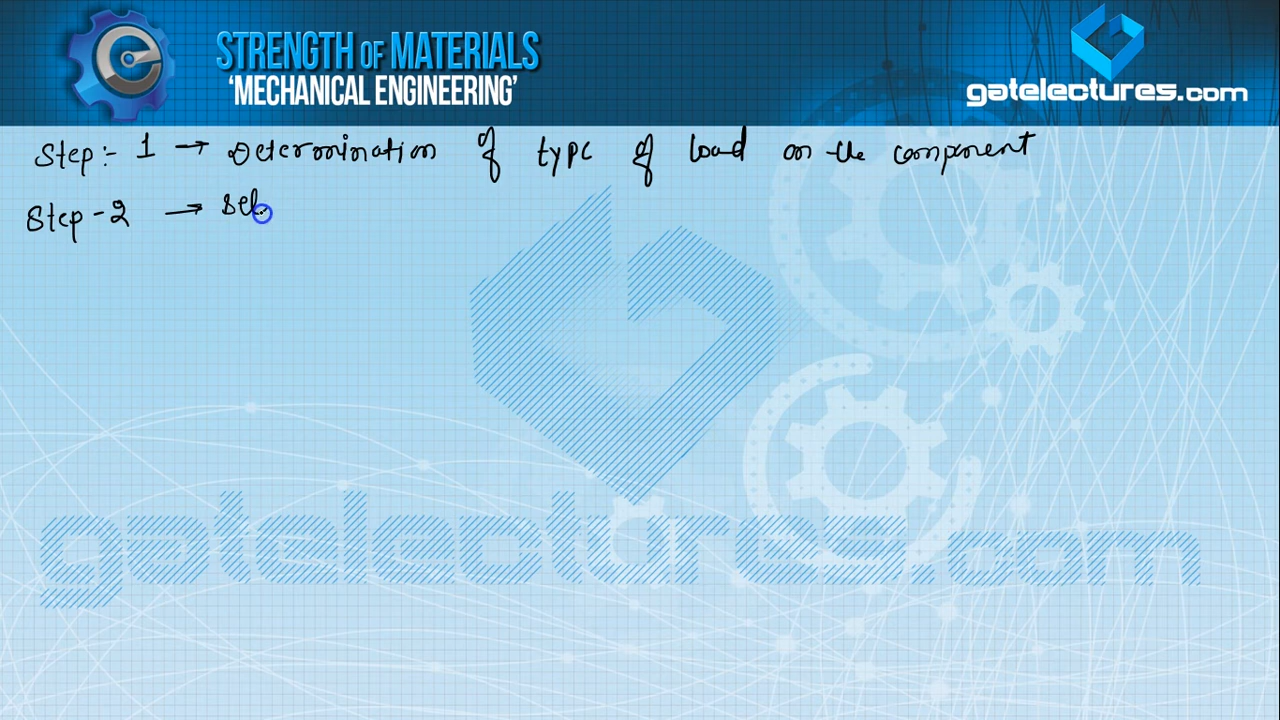 STRENGTH OF MATERIALS
'MECHANICAL ENGINEERING'
gatelectures.com
Step:- 1 → Determination of type of load on the component
Step - 2 → Sel
gatelectures.com